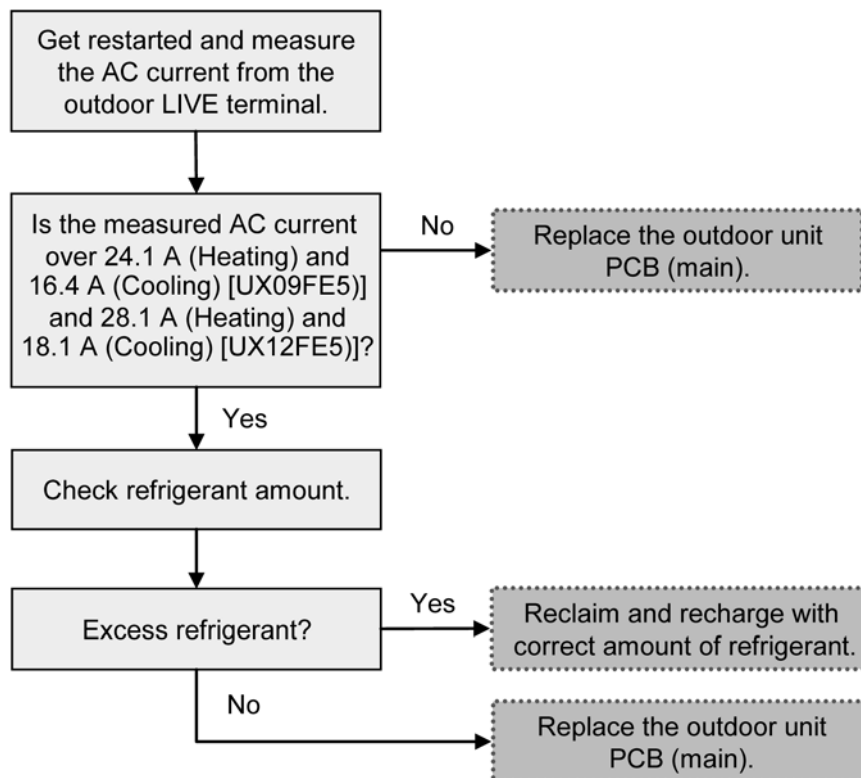 Get restarted and measure
the AC current from the
outdoor LIVE terminal.
Is the measured AC current
over 24.1 A (Heating) and
16.4 A (Cooling) [UX09FE5)]
and 28.1 A (Heating) and
18.1 A (Cooling) [UX12FE5)]?
No
Replace the outdoor unit
PCB (main).
Yes
Check refrigerant amount.
Excess refrigerant?
Yes
Reclaim and recharge with
correct amount of refrigerant.
No
Replace the outdoor unit
PCB (main).